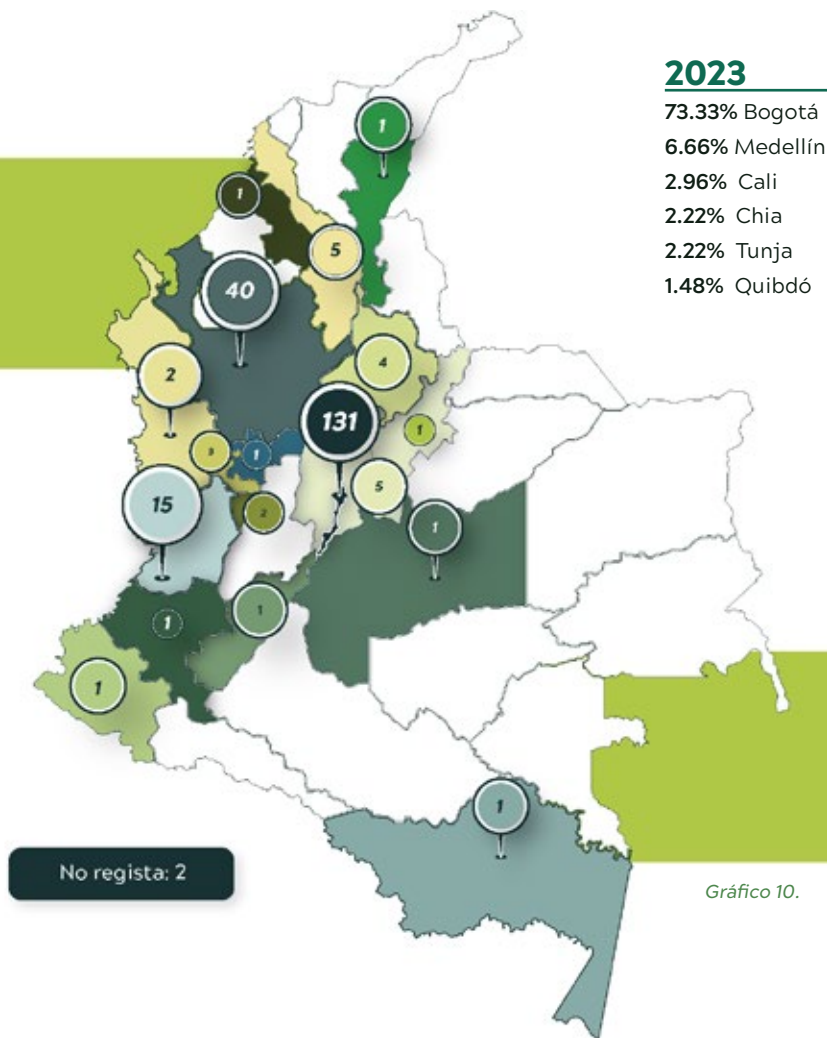 2023
73.33% Bogotá
6.66% Medellín
2.96% Cali
2.22% Chia
2.22% Tunja
1.48% Quibdó
1
1
5
40
4
2
131
1
3
1
5
15
2
1
1
1
1
1
No regista: 2
Gráfico 10.